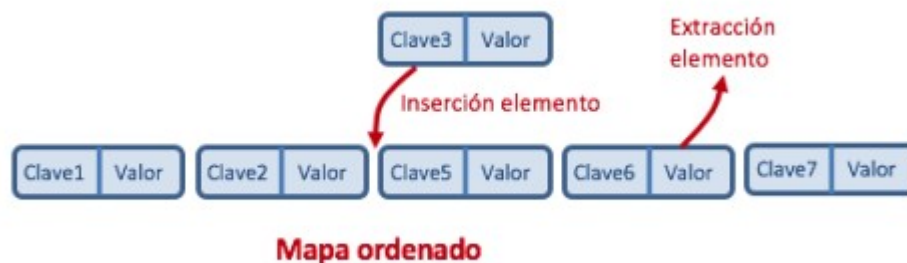 Clave3 Valor
Extracción
elemento
Inserción elemento
Clave1 Valor Clave2 Valor Clave5 Valor Clave6 Valor Clave7 Valor
Mapa ordenado